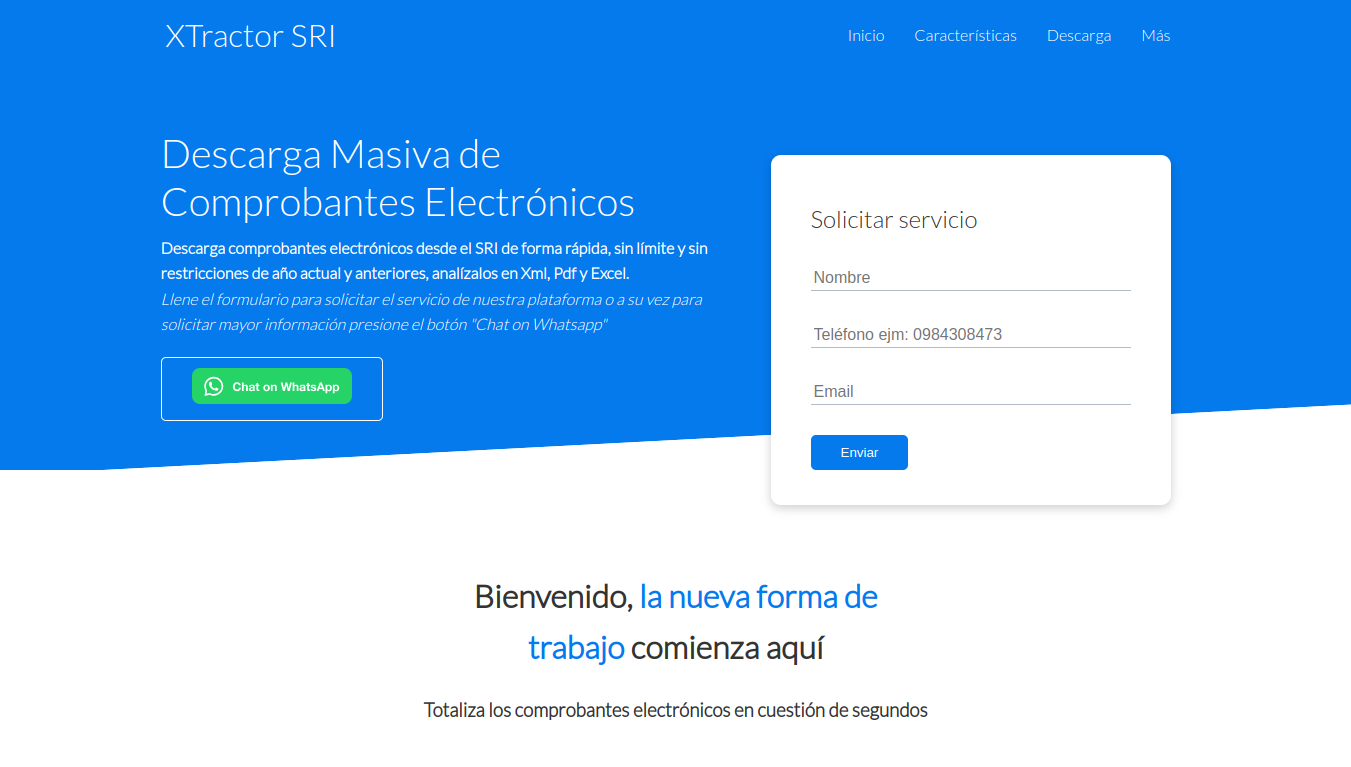 XTractor SRI
Inicio
Características
Descarga
Más
Descarga Masiva de
Comprobantes Electrónicos
Descarga comprobantes electrónicos desde el SRI de forma rápida, sin límite y sin
restricciones de año actual y anteriores, analízalos en Xml, Pdf y Excel.
Llene el formulario para solicitar el servicio de nuestra plataforma o a su vez para
solicitar mayor información presione el botón "Chat on Whatsapp"
Chat on WhatsApp
Solicitar servicio
Nombre
Teléfono ejm: 0984308473
Email
Enviar
Bienvenido, la nueva forma de
trabajo comienza aquí
Totaliza los comprobantes electrónicos en cuestión de segundos